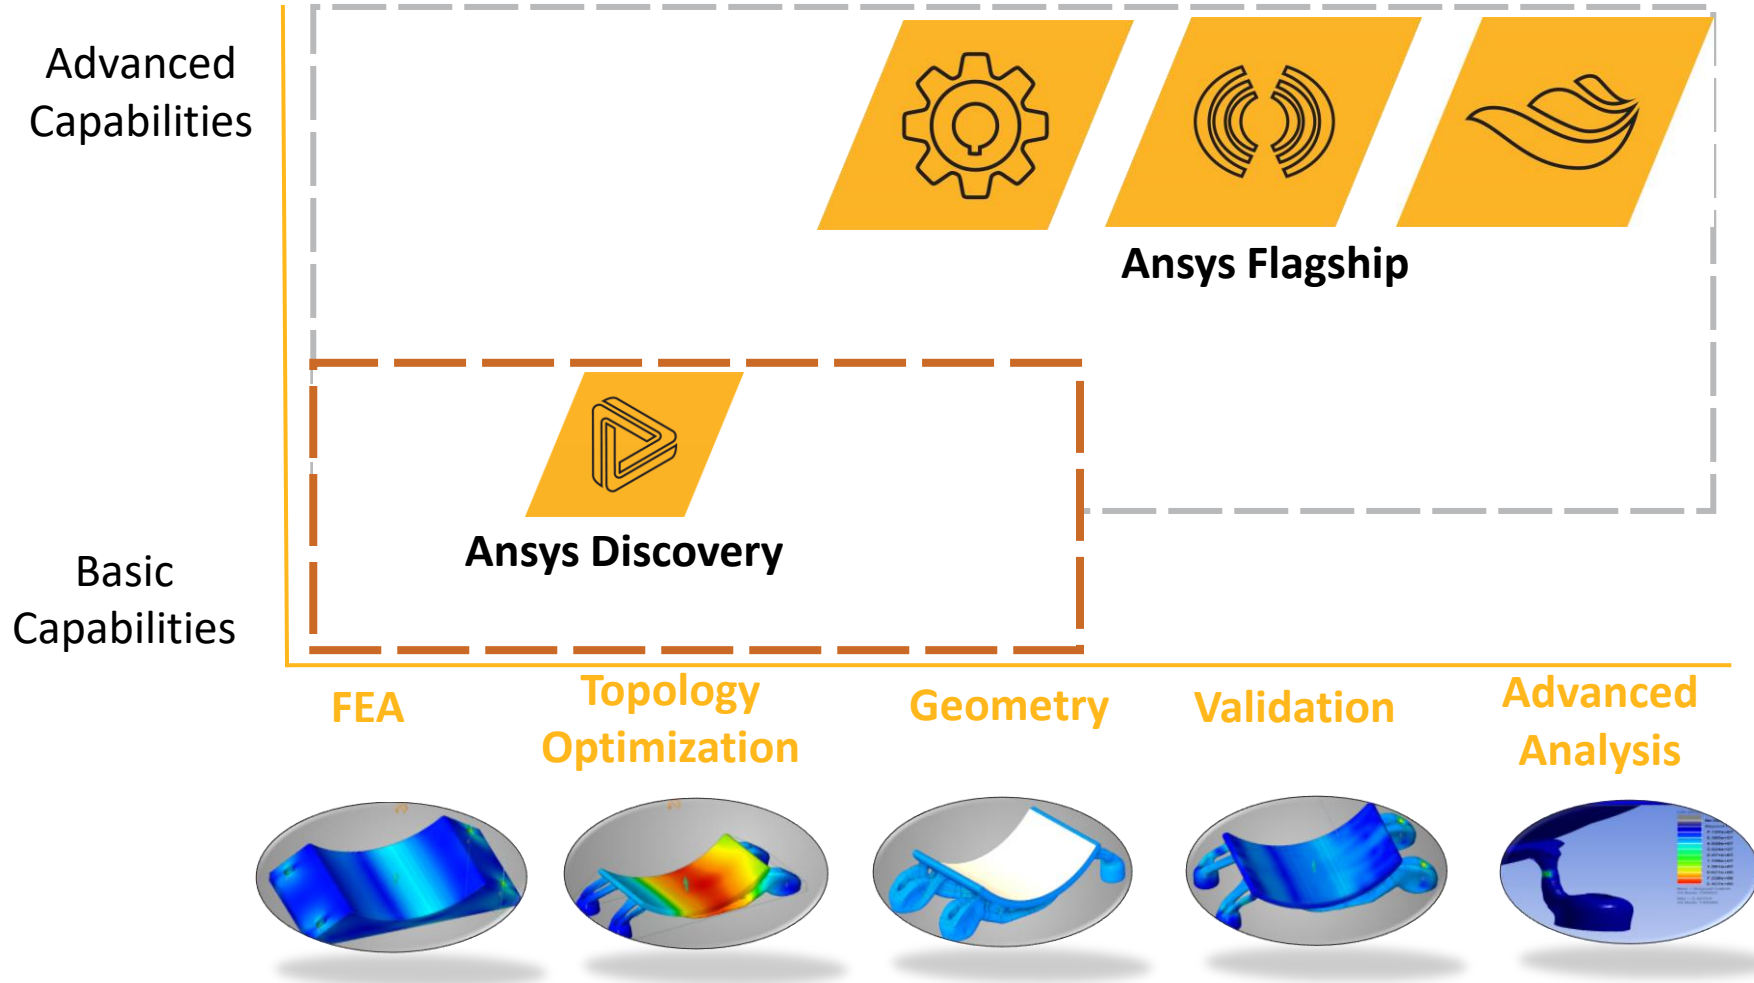 Advanced
Capabilities
Ansys Flagship
Ansys Discovery
Basic
Capabilities
FEA
Topology
Optimization
Geometry
Validation
Advanced
Analysis